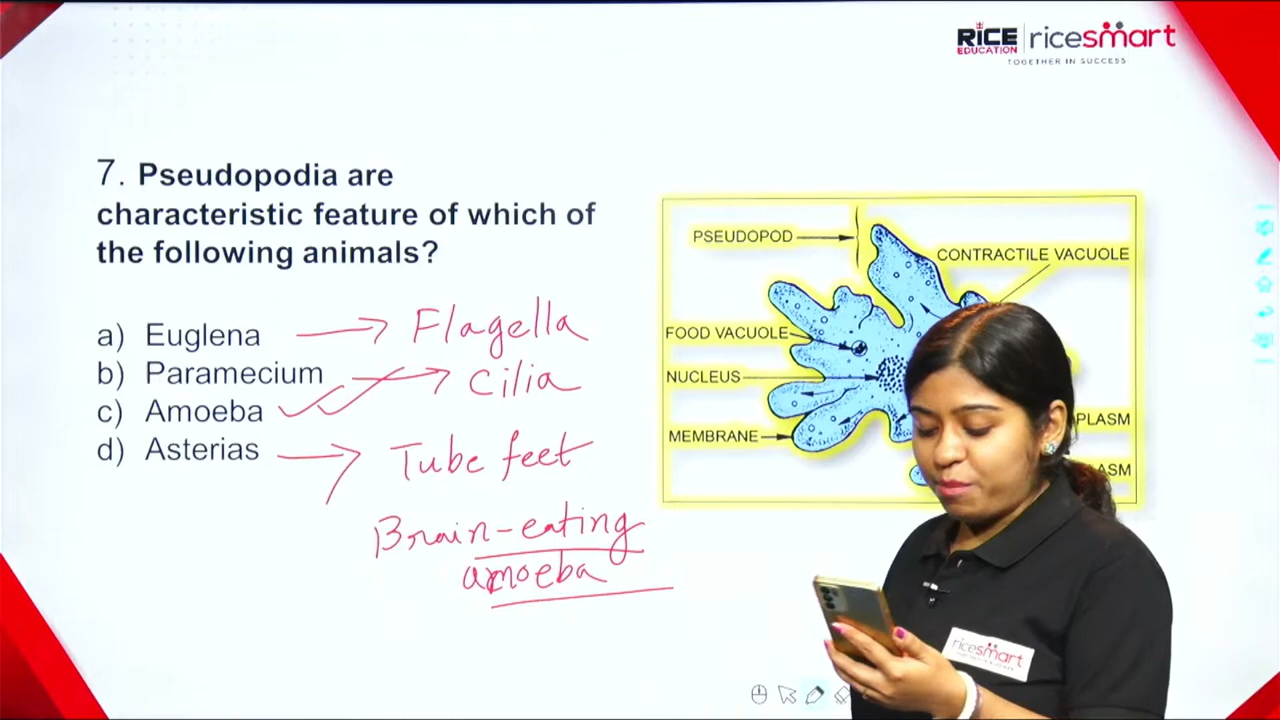 RICE EDUCATION ricesmart
TOGETHER IN SUCCESS
7. Pseudopodia are
characteristic feature of which of
the following animals?
a) Euglena → Flagella
b) Paramecium → Cilia
c) Amoeba
d) Asterias → Tube feet
Brain-eating
amoeba
PSEUDOPOD
CONTRACTILE VACUOLE
FOOD VACUOLE
NUCLEUS
MEMBRANE
PLASM
ASM
ricesmart